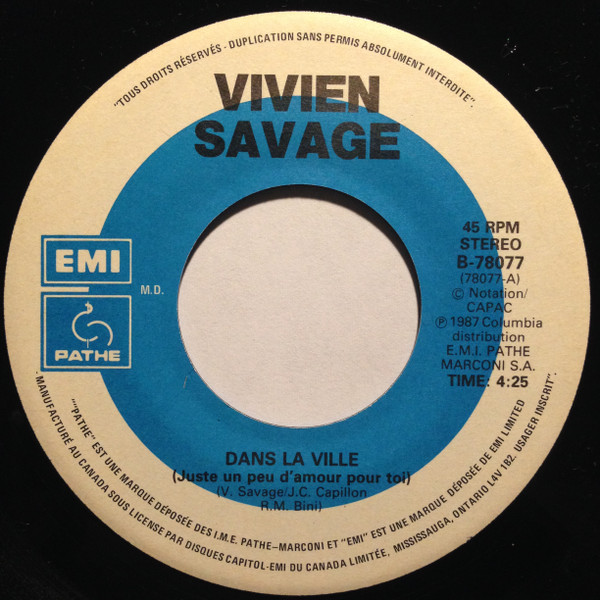 "TOUS DROITS RÉSERVÉS - DUPLICATION SANS PERMIS ABSOLUMENT INTERDITE".
VIVIEN
SAVAGE
EMI
M.D.
PATHE
45 RPM
STEREO
B-78077
(78077-A)
© Notation/
CAPAC
℗ 1987 Columbia
distribution
E.M.I. PATHE
MARCONI S.A.
TIME: 4:25
DANS LA VILLE
(Juste un peu d'amour pour toi)
(V. Savage/J.C. Capillon
R.M. Bini)
""PATHE" EST UNE MARQUE DÉPOSÉE DES I.M.E. PATHE-MARCONI ET "EMI" EST UNE MARQUE DÉPOSÉE DE EMI LIMITED
. MANUFACTURÉ AU CANADA SOUS LICENSE PAR DISQUES CAPITOL-EMI DU CANADA LIMITÉE, MISSISSAUGA, ONTARIO L4V 1B2, USAGER INSCRIT".